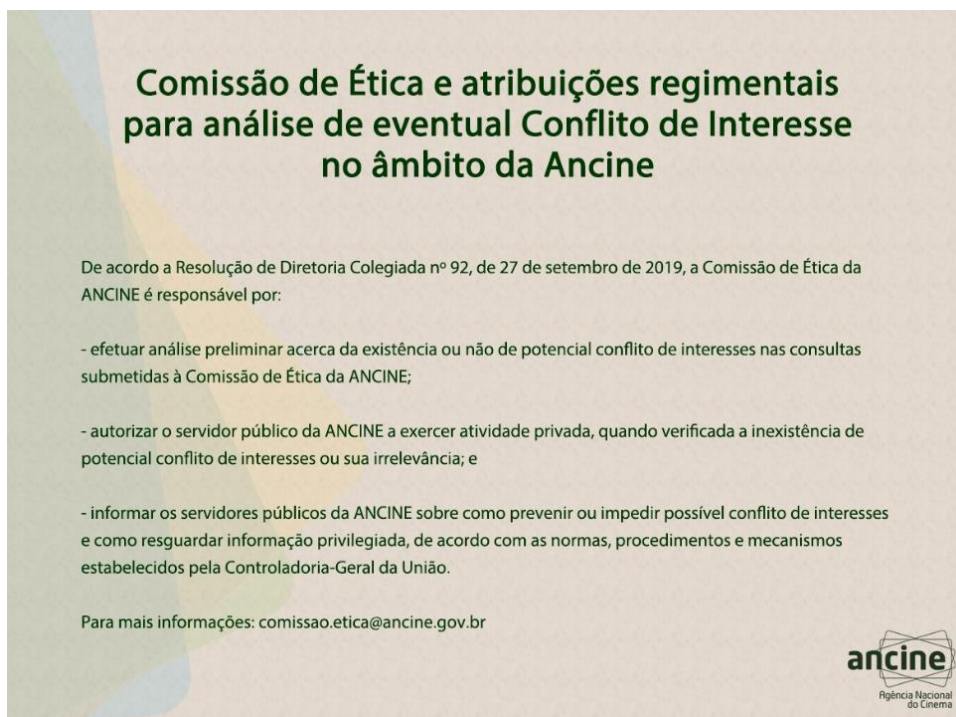 Comissão de Ética e atribuições regimentais
para análise de eventual Conflito de Interesse
no âmbito da Ancine
De acordo a Resolução de Diretoria Colegiada nº 92, de 27 de setembro de 2019, a Comissão de Ética da
ANCINE é responsável por:
- efetuar análise preliminar acerca da existência ou não de potencial conflito de interesses nas consultas
submetidas à Comissão de Ética da ANCINE;
- autorizar o servidor público da ANCINE a exercer atividade privada, quando verificada a inexistência de
potencial conflito de interesses ou sua irrelevância; e
- informar os servidores públicos da ANCINE sobre como prevenir ou impedir possível conflito de interesses
e como resguardar informação privilegiada, de acordo com as normas, procedimentos e mecanismos
estabelecidos pela Controladoria-Geral da União.
Para mais informações: comissao.etica@ancine.gov.br
ancine
Agência Nacional
do Cinema